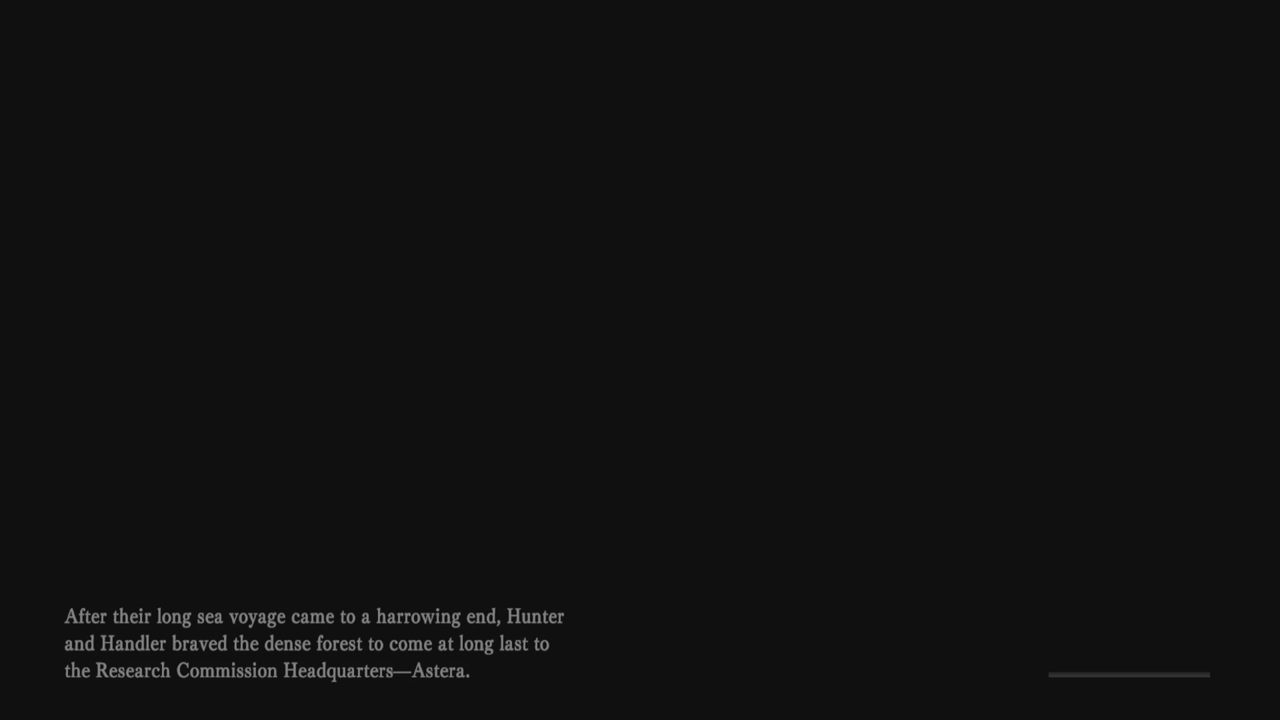 After their long sea voyage came to a harrowing end, Hunter
and Handler braved the dense forest to come at long last to
the Research Commission Headquarters—Astera.